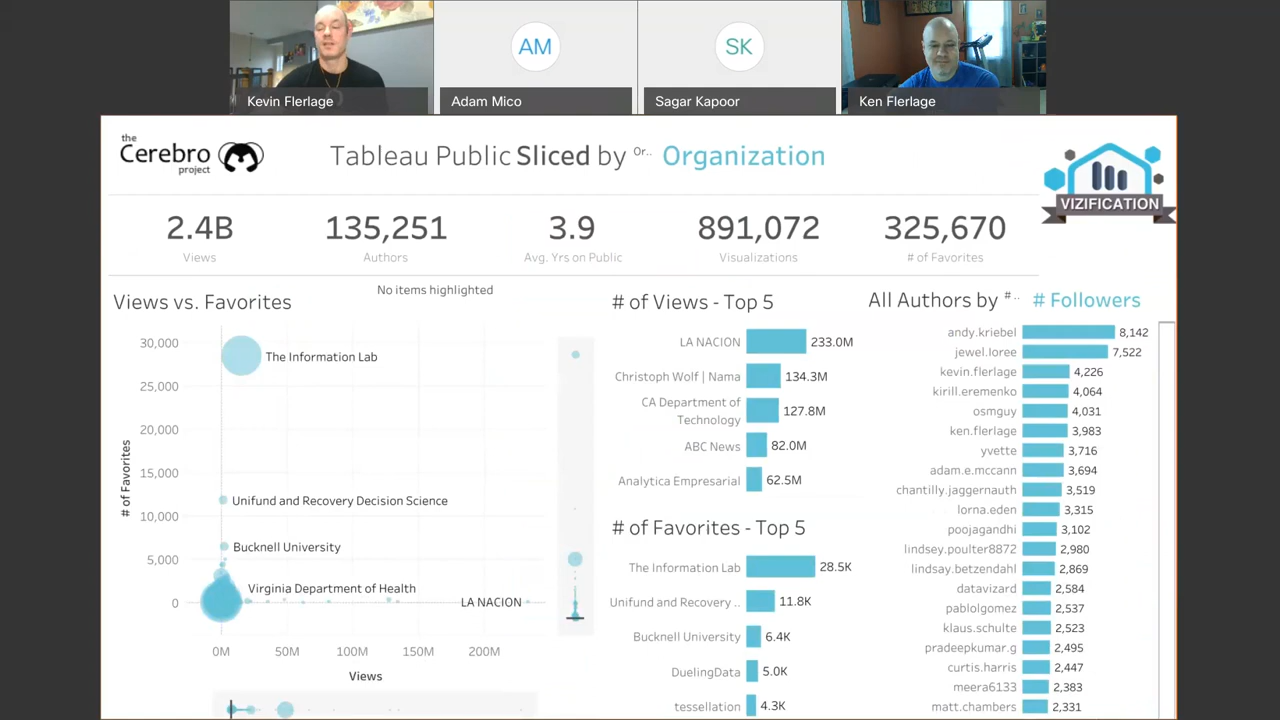 AM
SK
Kevin Flerlage
Adam Mico
Sagar Kapoor
Ken Flerlage
the
Cerebro
project
Tableau Public Sliced by Or.. Organization
VIZIFICATION
2.4B
135,251
3.9
891,072
325,670
Views
Authors
Avg. Yrs on Public
Visualizations
# of Favorites
No items highlighted
Views vs. Favorites
30,000
25,000
20,000
15,000
10,000
5,000
0
# of Favorites
The Information Lab
Unifund and Recovery Decision Science
Bucknell University
Virginia Department of Health
LA NACION
0M
50M
100M
150M
200M
Views
# of Views - Top 5
LA NACION 233.0M
Christoph Wolf | Nama 134.3M
CA Department of
Technology 127.8M
ABC News 82.0M
Analytica Empresarial 62.5M
# of Favorites - Top 5
The Information Lab 28.5K
Unifund and Recovery .. 11.8K
Bucknell University 6.4K
DuelingData 5.0K
tessellation 4.3K
All Authors by #.. # Followers
andy.kriebel 8,142
jewel.loree 7,522
kevin.flerlage 4,226
kirill.eremenko 4,064
osmguy 4,031
ken.flerlage 3,983
yvette 3,716
adam.e.mccann 3,694
chantilly.jaggernauth 3,519
lorna.eden 3,315
poojagandhi 3,102
lindsey.poulter8872 2,980
lindsay.betzendahl 2,869
datavizard 2,584
pablolgomez 2,537
klaus.schulte 2,523
pradeepkumar.g 2,495
curtis.harris 2,447
meera6133 2,383
matt.chambers 2,331